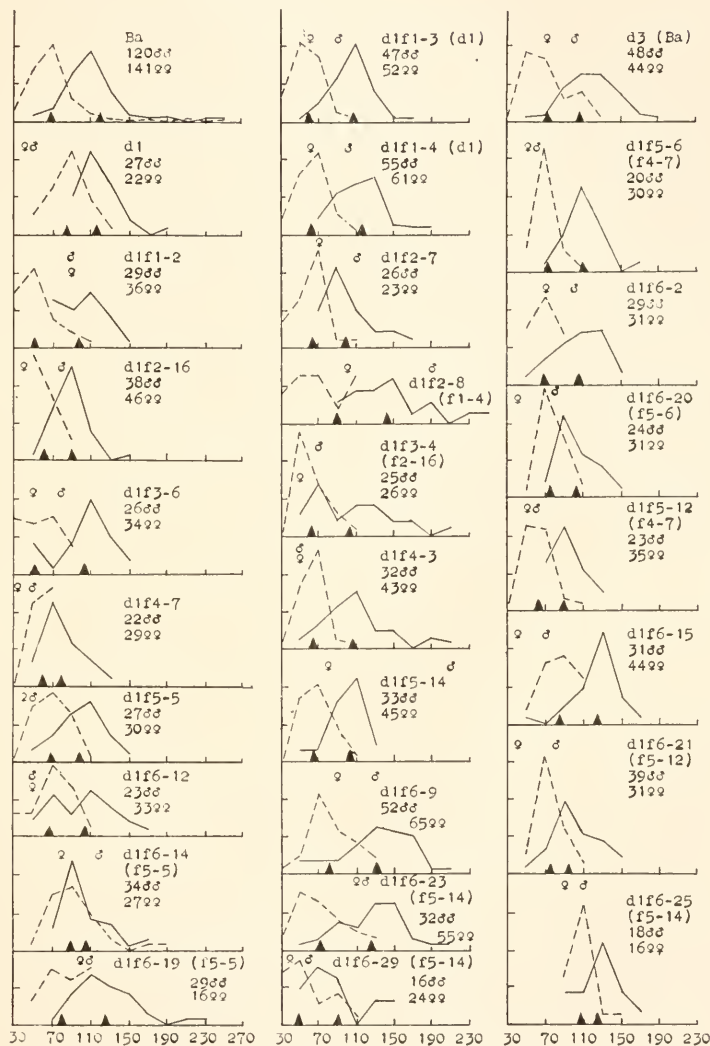 Ba
120♂♂
141♀♀
♀♂ d1
27♂♂
22♀♀
♂ d1f1-2
♀ 29♂♂
36♀♀
♀ ♂ d1f2-16
38♂♂
46♀♀
♀ ♂ d1f3-6
26♂♂
34♀♀
♀♂ d1f4-7
22♂♂
29♀♀
♀♂ d1f5-5
27♂♂
30♀♀
♂ d1f6-12
♀ 23♂♂
33♀♀
♀ ♂ d1f6-14
(f5-5)
34♂♂
27♀♀
♀♂ d1f6-19 (f5-5)
29♂♂
16♀♀
30 70 110 150 190 230 270
♀ ♂ d1f1-3 (d1)
47♂♂
52♀♀
♀ ♂ d1f1-4 (d1)
55♂♂
61♀♀
♀
♂ d1f2-7
26♂♂
23♀♀
♀ ♂
d1f2-8
(f1-4)
♂ d1f3-4
(f2-16)
♀ 25♂♂
26♀♀
♂ d1f4-3
♀ 32♂♂
43♀♀
♀ ♂
d1f5-14
33♂♂
45♀♀
♀ ♂
d1f6-9
52♂♂
65♀♀
♀♂ d1f6-23
(f5-14)
32♂♂
55♀♀
♀ ♂ d1f6-29 (f5-14)
16♂♂
24♀♀
30 70 110 150 190 230
♀ ♂ d3 (Ba)
48♂♂
44♀♀
♀♂ d1f5-6
(f4-7)
20♂♂
30♀♀
♀ ♂ d1f6-2
29♂♂
31♀♀
♀ ♂ d1f6-20
(f5-6)
24♂♂
31♀♀
♀♂ d1f5-12
(f4-7)
23♂♂
35♀♀
♀ ♂ d1f6-15
31♂♂
44♀♀
♀ ♂ d1f6-21
(f5-12)
39♂♂
31♀♀
♀ ♂ d1f6-25
(f5-14)
18♂♂
16♀♀
30 70 110 150 190 230